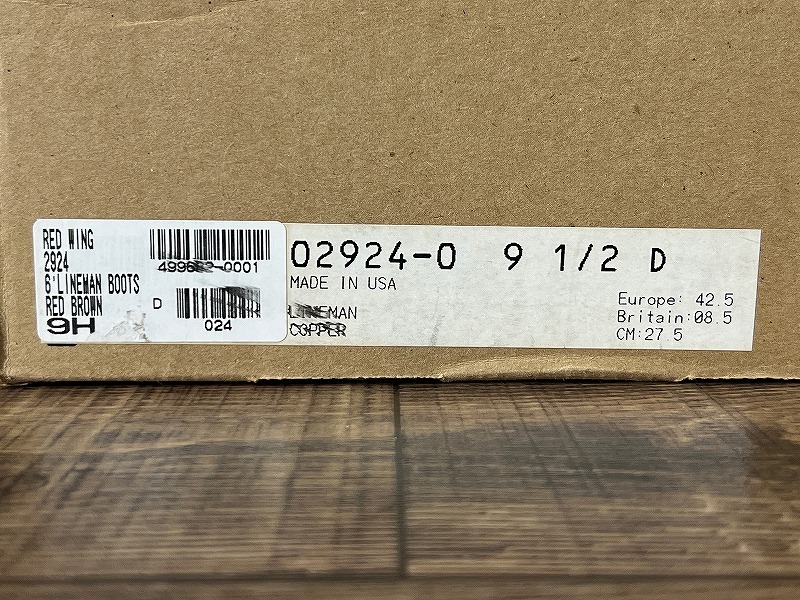 RED WING
2924
6'LINEMAN BOOTS
RED BROWN D
9H
024
02924-0 9 1/2 D
MADE IN USA
LINEMAN
COPPER
Europe: 42.5
Britain:08.5
CM:27.5